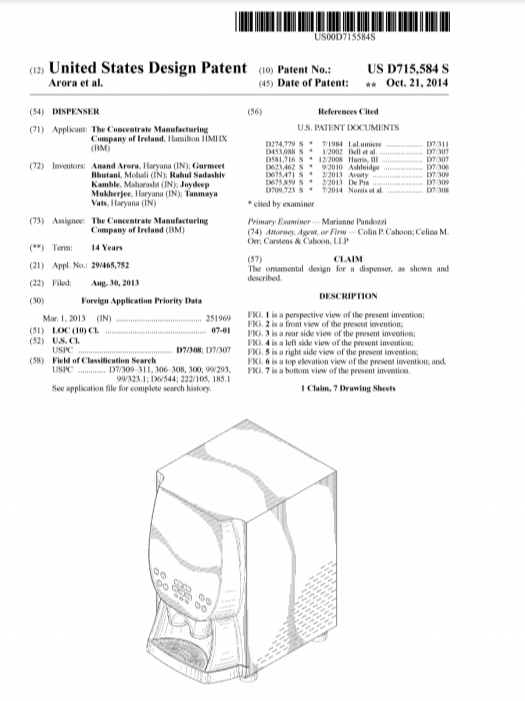 US00D715584S
(12) United States Design Patent
Arora et al.
(10) Patent No.: US D715,584 S
(45) Date of Patent: ** Oct. 21, 2014
(54) DISPENSER
(71) Applicant: The Concentrate Manufacturing
Company of Ireland, Hamilton HMHX
(BM)
(72) Inventors: Anand Arora, Haryana (IN); Gurmeet
Bhutani, Mohali (IN); Rahul Sadashiv
Kamble, Maharasht (IN); Joydeep
Mukherjee, Haryana (IN); Tanmaya
Vats, Haryana (IN)
(73) Assignee: The Concentrate Manufacturing
Company of Ireland (BM)
(**) Term: 14 Years
(21) Appl. No.: 29/465,752
(22) Filed: Aug. 30, 2013
(30) Foreign Application Priority Data
Mar. 1, 2013 (IN) .................................. 251969
(51) LOC (10) Cl. ................................... 07-01
(52) U.S. Cl.
USPC .................................. D7/308; D7/307
(58) Field of Classification Search
USPC ............ D7/309-311, 306-308, 300; 99/293,
99/323.1; D6/544; 222/105, 185.1
See application file for complete search history.
(56) References Cited
U.S. PATENT DOCUMENTS
D274,779 S * 7/1984 LaLumiere .................. D7/311
D453,088 S * 1/2002 Bell et al. .................. D7/307
D581,716 S * 12/2008 Harris, III .................. D7/307
D623,462 S * 9/2010 Ashbridge .................. D7/306
D675,471 S * 2/2013 Averty .................. D7/309
D675,859 S * 2/2013 De Pra .................. D7/309
D709,723 S * 7/2014 Norris et al. .................. D7/308
* cited by examiner
Primary Examiner — Marianne Pandozzi
(74) Attorney, Agent, or Firm — Colin P. Cahoon; Celina M.
Orr; Carstens & Cahoon, LLP
(57) CLAIM
The ornamental design for a dispenser, as shown and
described.
DESCRIPTION
FIG. 1 is a perspective view of the present invention;
FIG. 2 is a front view of the present invention;
FIG. 3 is a rear side view of the present invention;
FIG. 4 is a left side view of the present invention;
FIG. 5 is a right side view of the present invention;
FIG. 6 is a top elevation view of the present invention; and,
FIG. 7 is a bottom view of the present invention.
1 Claim, 7 Drawing Sheets